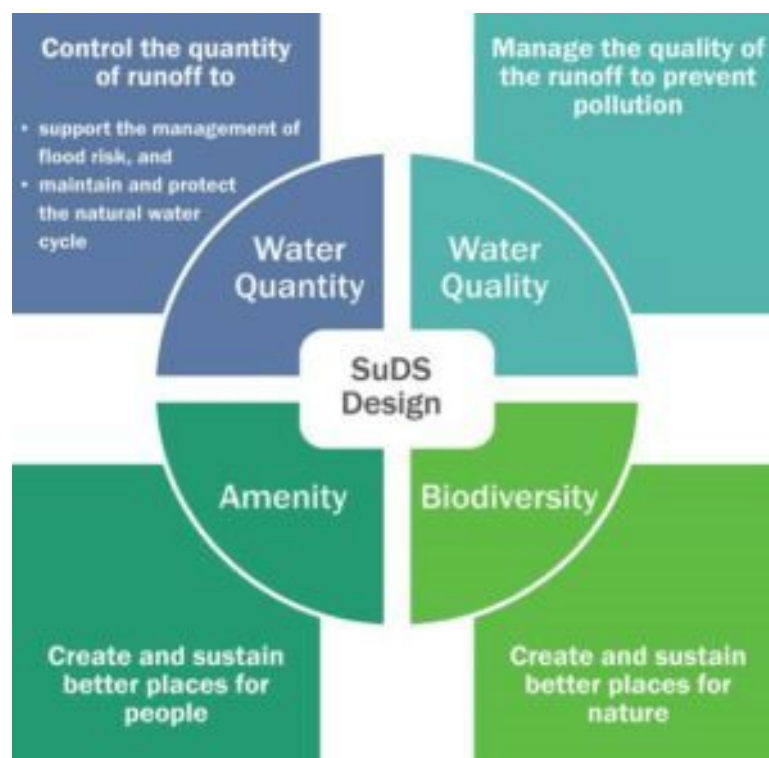 Control the quantity
of runoff to
• support the management of
flood risk, and
• maintain and protect
the natural water
cycle
Manage the quality of
the runoff to prevent
pollution
Water
Quantity
Water
Quality
SuDS
Design
Amenity
Biodiversity
Create and sustain
better places for
people
Create and sustain
better places for
nature